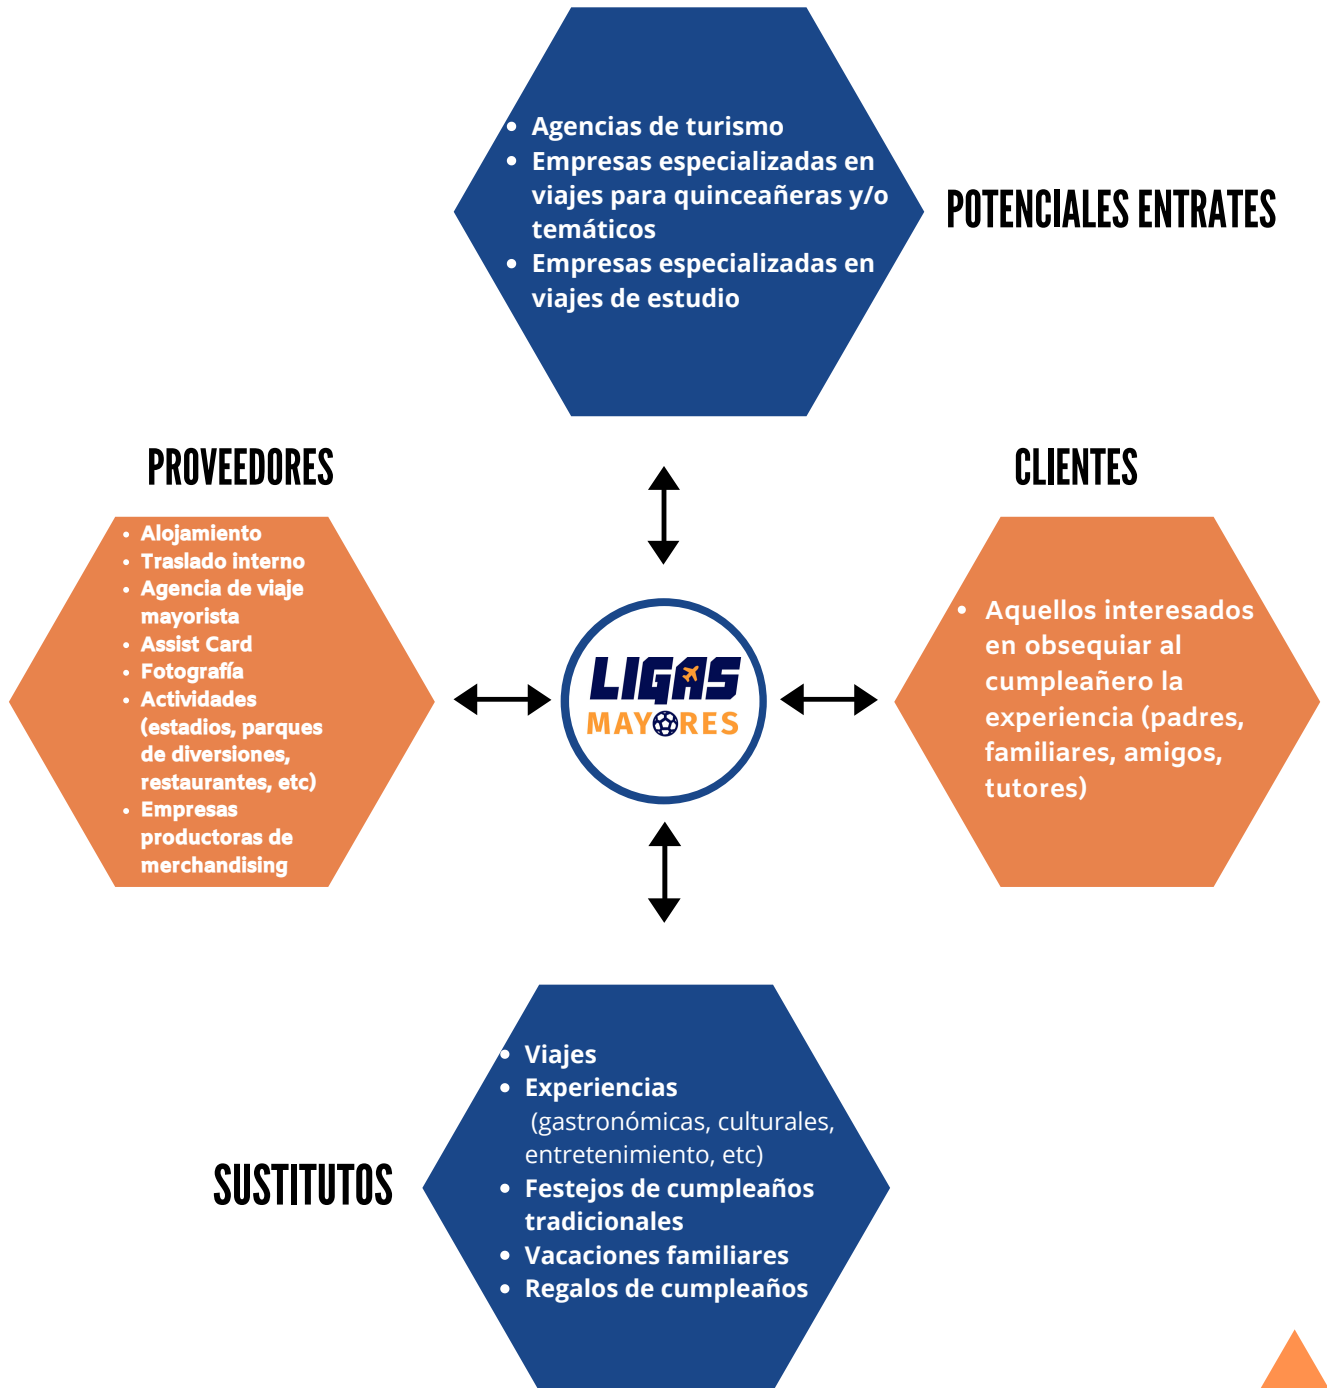 • Agencias de turismo
• Empresas especializadas en
viajes para quinceañeras y/o
temáticos
• Empresas especializadas en
viajes de estudio
POTENCIALES ENTRATES
PROVEEDORES
• Alojamiento
• Traslado interno
• Agencia de viaje
mayorista
• Assist Card
• Fotografía
• Actividades
(estadios, parques
de diversiones,
restaurantes, etc)
• Empresas
productoras de
merchandising
LIGAS
MAYORES
CLIENTES
• Aquellos interesados
en obsequiar al
cumpleañero la
experiencia (padres,
familiares, amigos,
tutores)
SUSTITUTOS
• Viajes
• Experiencias
(gastronómicas, culturales,
entretenimiento, etc)
• Festejos de cumpleaños
tradicionales
• Vacaciones familiares
• Regalos de cumpleaños